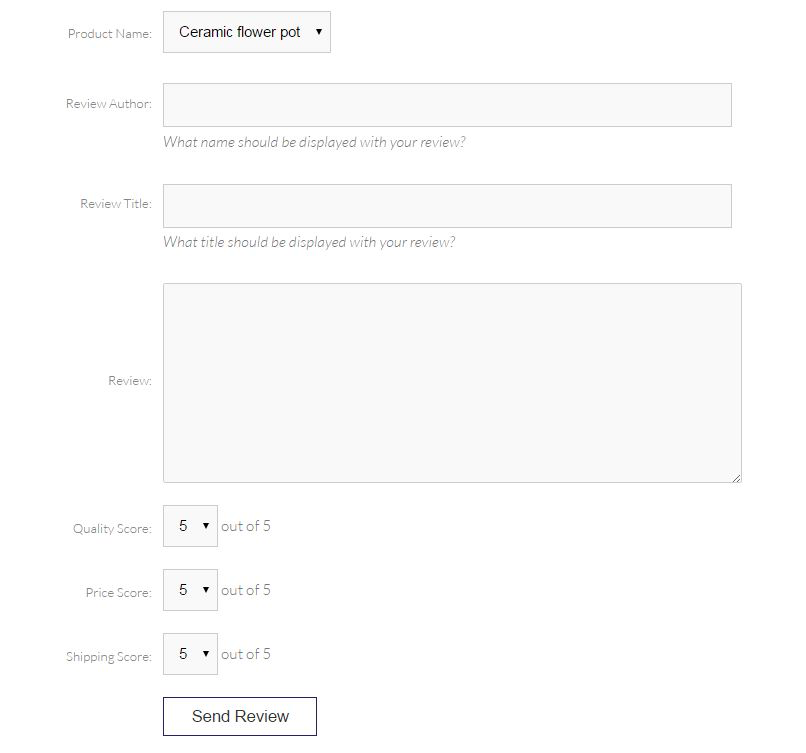 Product Name: Ceramic flower pot
Review Author:
What name should be displayed with your review?
Review Title:
What title should be displayed with your review?
Review:
Quality Score: 5 out of 5
Price Score: 5 out of 5
Shipping Score: 5 out of 5
Send Review